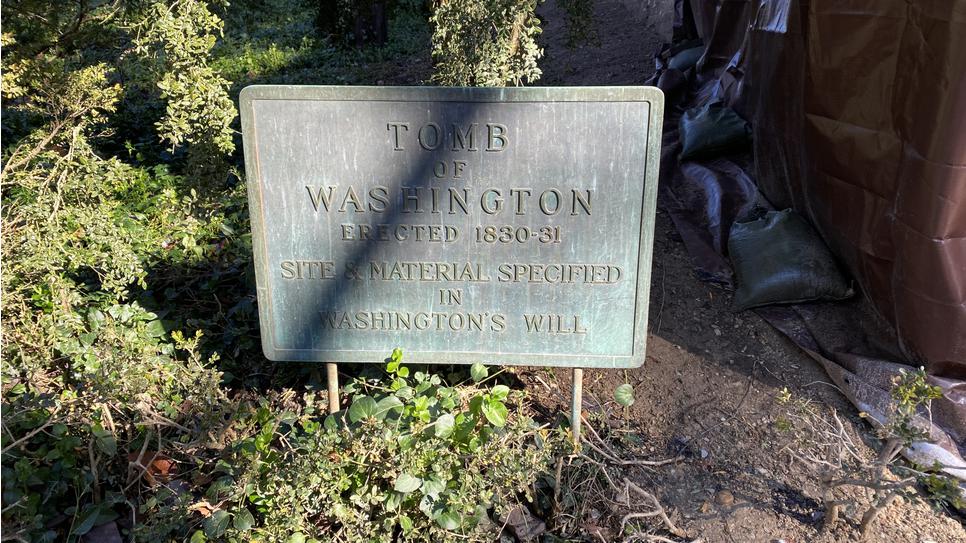 TOMB
OF
WASHINGTON
ERECTED 1830-31
SITE & MATERIAL SPECIFIED
IN
WASHINGTON'S WILL